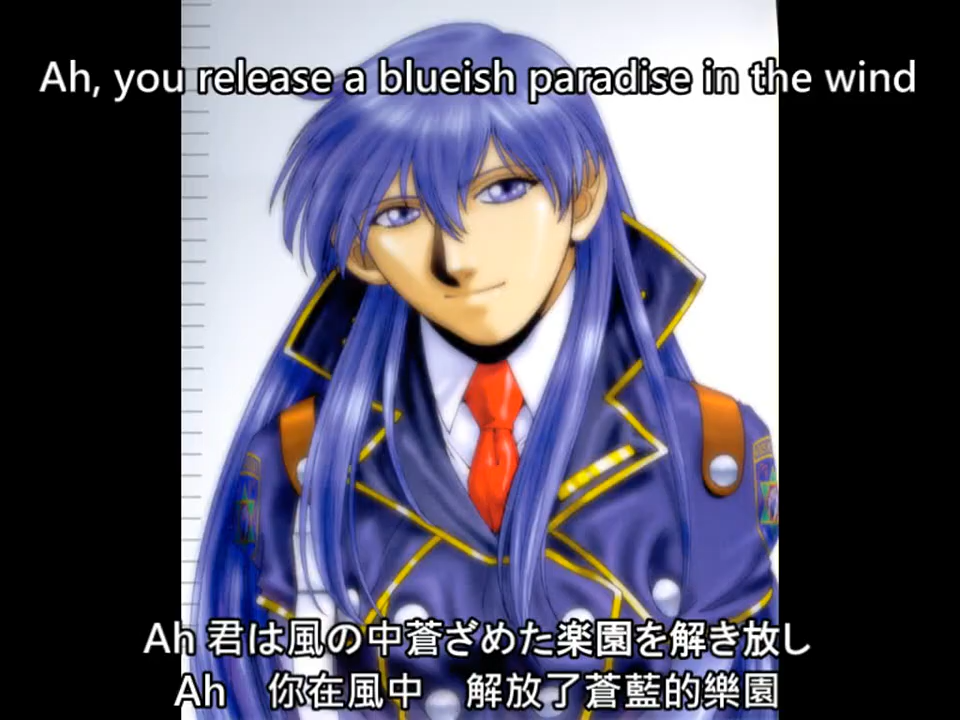 Ah, you release a blueish paradise in the wind
Ah 君は風の中蒼ざめた楽園を解き放し
Ah 你在風中 解放了蒼藍的樂園